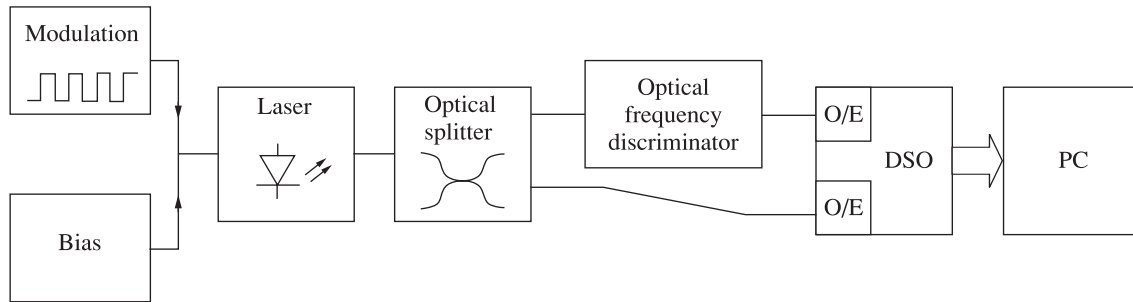 Modulation
Bias
Laser
Optical
splitter
Optical
frequency
discriminator
O/E
O/E
DSO
PC